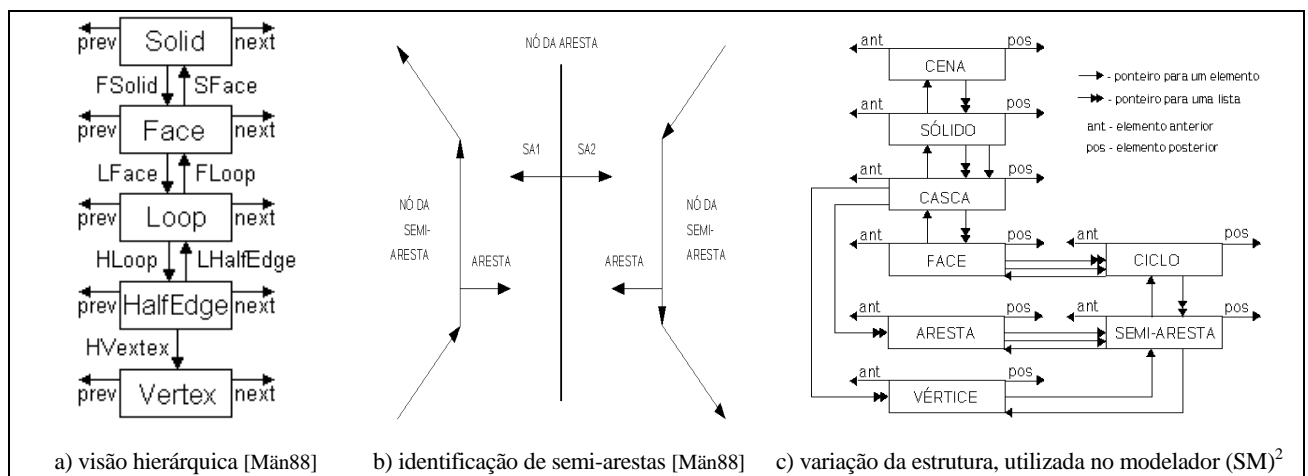 prev Solid next
FSolid SFace
prev Face next
LFace FLoop
prev Loop next
HLoop LHalfEdge
prev HalfEdge next
HVextex
prev Vertex next
a) visão hierárquica [Män88]
NÓ DA ARESTA
SA1 SA2
NÓ DA
SEMI-
ARESTA
ARESTA
ARESTA
NÓ DA
SEMI-
ARESTA
b) identificação de semi-arestas [Män88]
ant pos
CENA
ant pos
SÓLIDO
ant pos
CASCA
ant pos ant pos
FACE CICLO
ant pos ant pos
ARESTA SEMI-ARESTA
ant pos
VÉRTICE
- ponteiro para um elemento
- ponteiro para uma lista
ant - elemento anterior
pos - elemento posterior
c) variação da estrutura, utilizada no modelador (SM)²